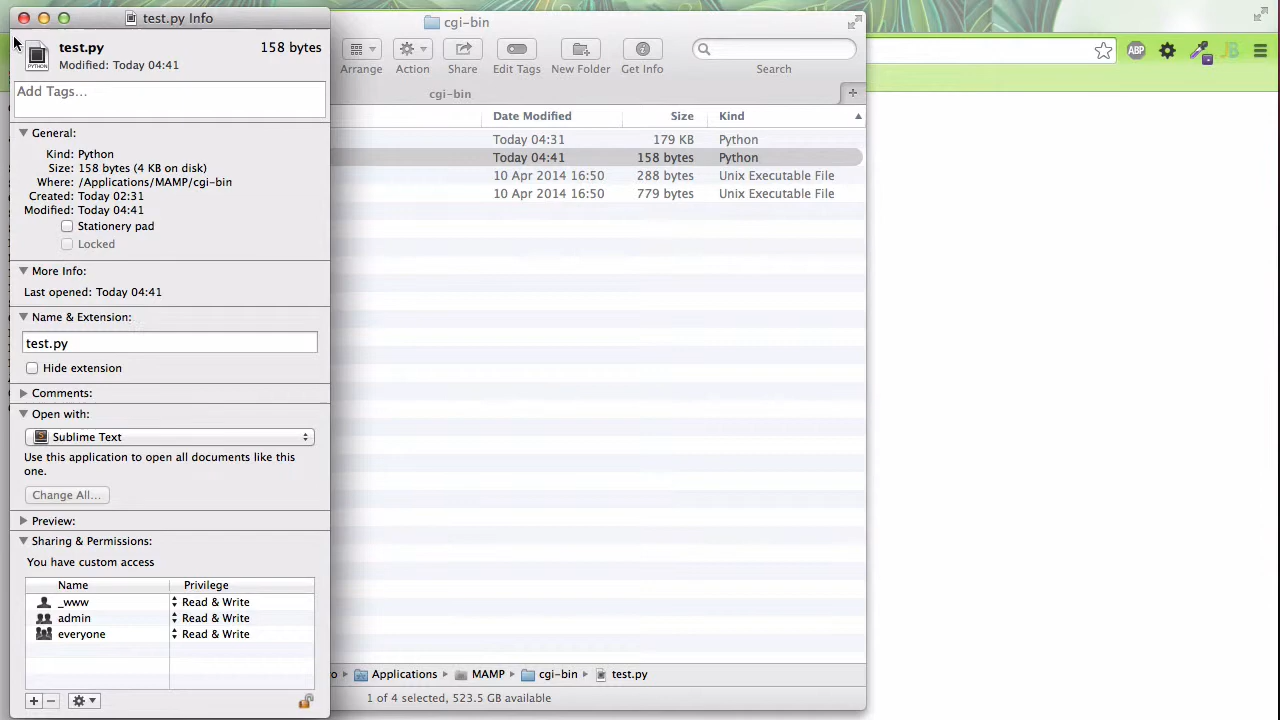 test.py Info
test.py 158 bytes
Modified: Today 04:41
PYTHON
Add Tags...
General:
Kind: Python
Size: 158 bytes (4 KB on disk)
Where: /Applications/MAMP/cgi-bin
Created: Today 02:31
Modified: Today 04:41
Stationery pad
Locked
More Info:
Last opened: Today 04:41
Name & Extension:
test.py
Hide extension
Comments:
Open with:
Sublime Text
Use this application to open all documents like this
one.
Change All...
Preview:
Sharing & Permissions:
You have custom access
Name Privilege
_www Read & Write
admin Read & Write
everyone Read & Write
cgi-bin
Arrange Action Share Edit Tags New Folder Get Info Search
cgi-bin
Date Modified Size Kind
Today 04:31 179 KB Python
Today 04:41 158 bytes Python
10 Apr 2014 16:50 288 bytes Unix Executable File
10 Apr 2014 16:50 779 bytes Unix Executable File
Applications MAMP cgi-bin test.py
1 of 4 selected, 523.5 GB available
ABP
JB